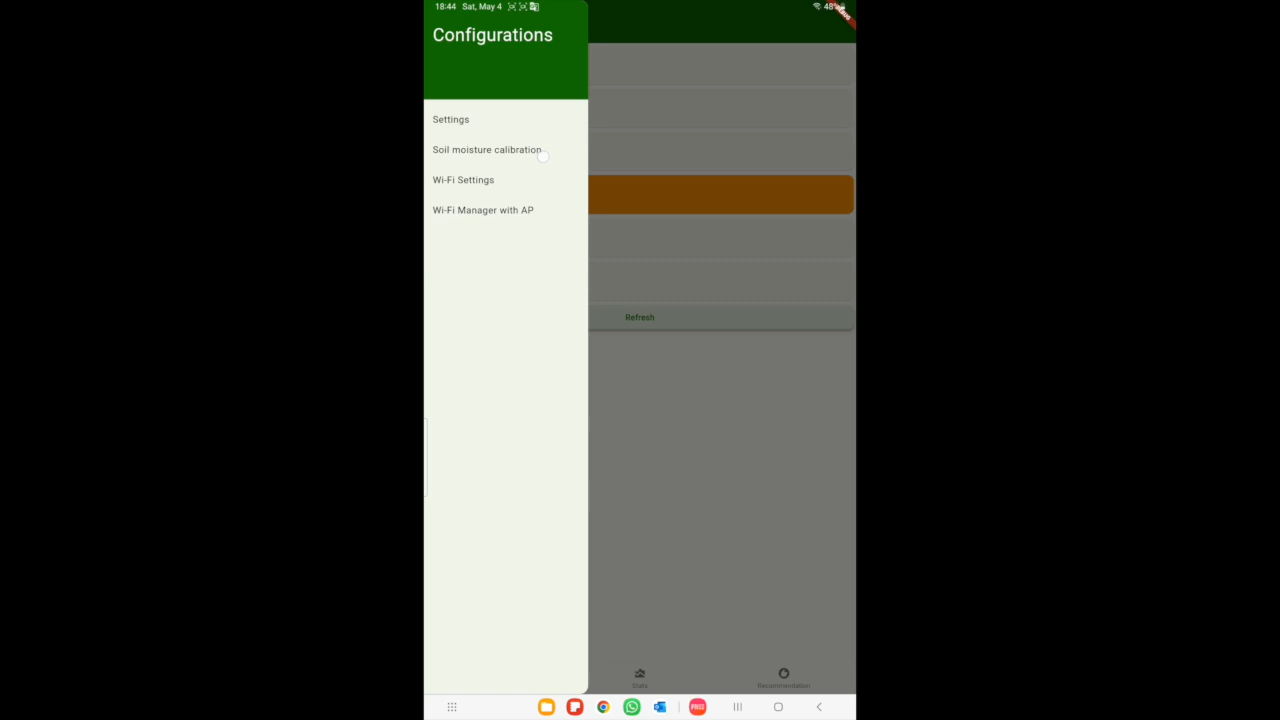 18:44 Sat, May 4
48%
Configurations
Settings
Soil moisture calibration
Wi-Fi Settings
Wi-Fi Manager with AP
Refresh
Stats
Recommendation
FREE